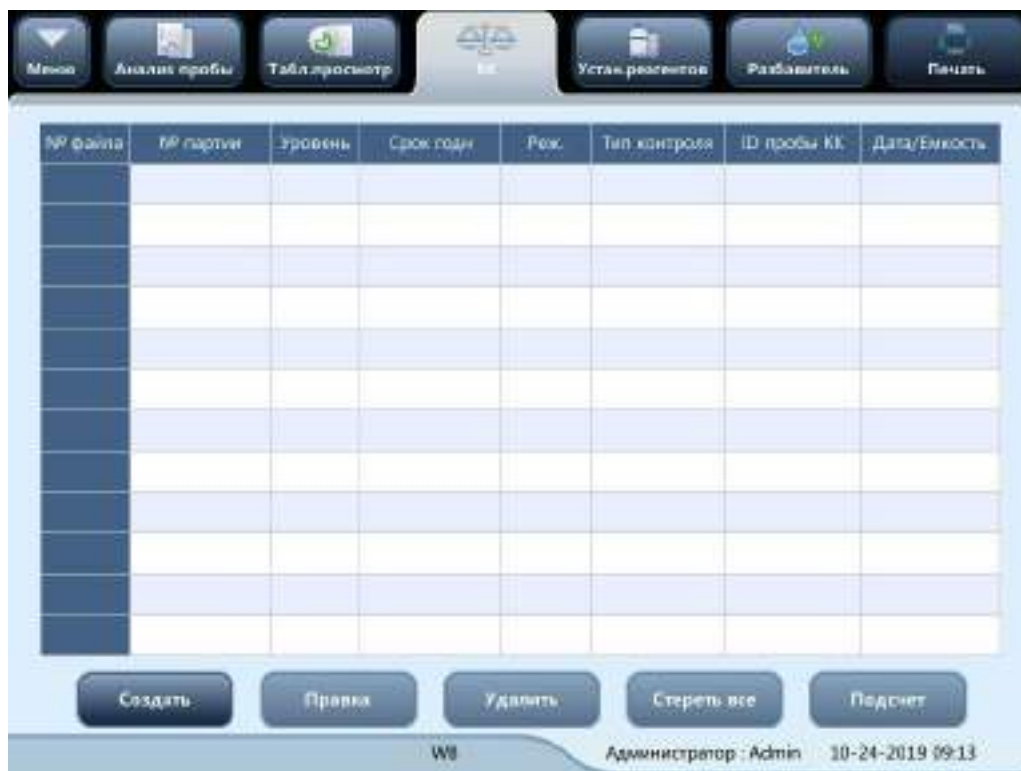 Меню Анализ пробы Табл.просмотр КК Устан.реагентов Разбавитель Печать
№ файла № партии Уровень Срок годн Реж. Тип контроля ID пробы КК Дата/Емкость
Создать Правка Удалить Стереть все Подсчет
WB Администратор : Admin 10-24-2019 09:13